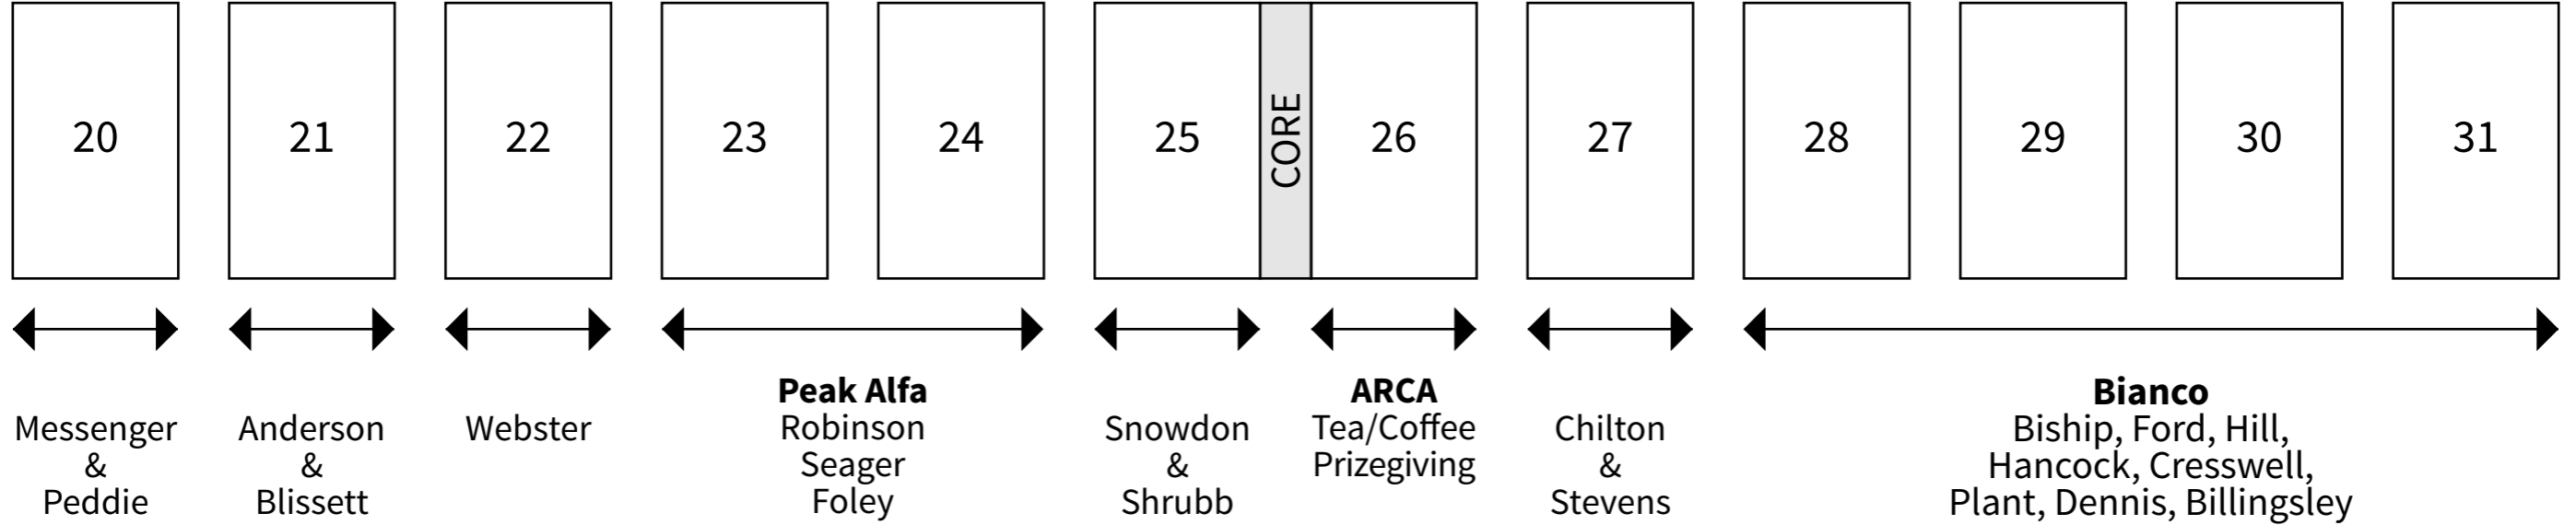 20
21
22
23
24
25
CORE
26
27
28
29
30
31
Messenger
&
Peddie
Anderson
&
Blissett
Webster
Peak Alfa
Robinson
Seager
Foley
Snowdon
&
Shrubb
ARCA
Tea/Coffee
Prizegiving
Chilton
&
Stevens
Bianco
Biship, Ford, Hill,
Hancock, Cresswell,
Plant, Dennis, Billingsley